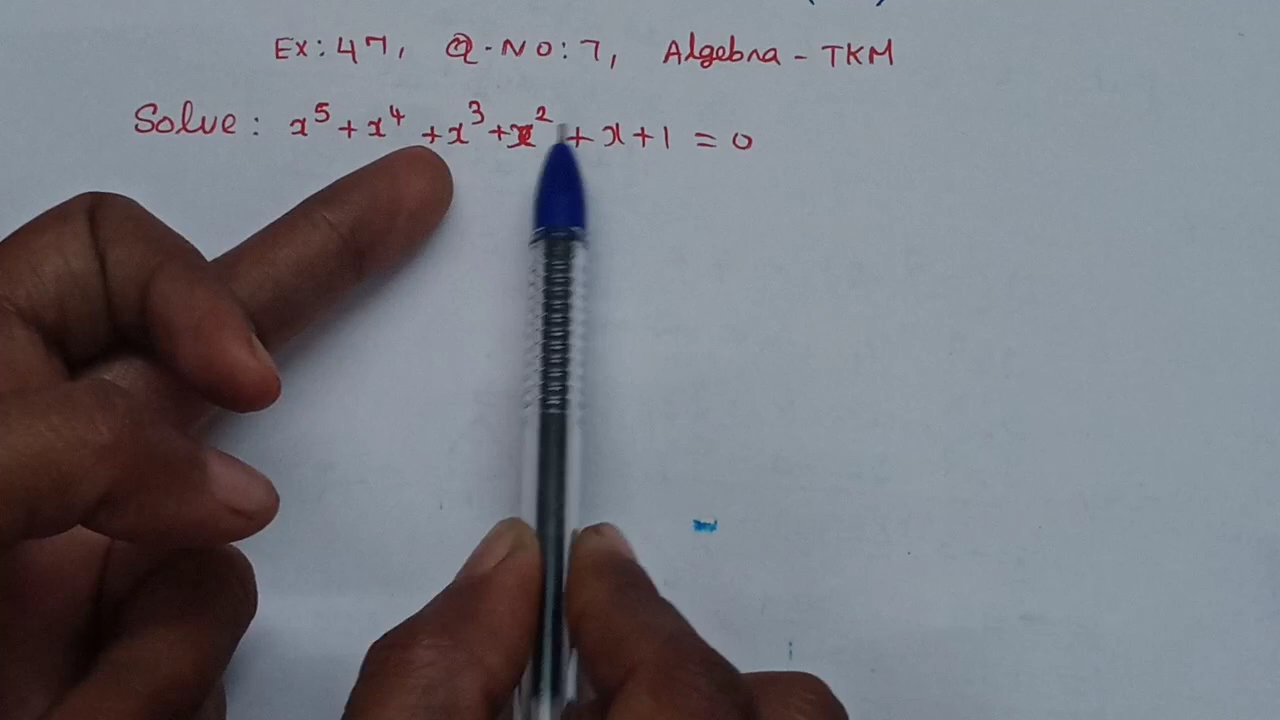 Ex: 47, Q.NO: 7, Algebra - TKM
Solve: x⁵ + x⁴ + x³ + x² + x + 1 = 0